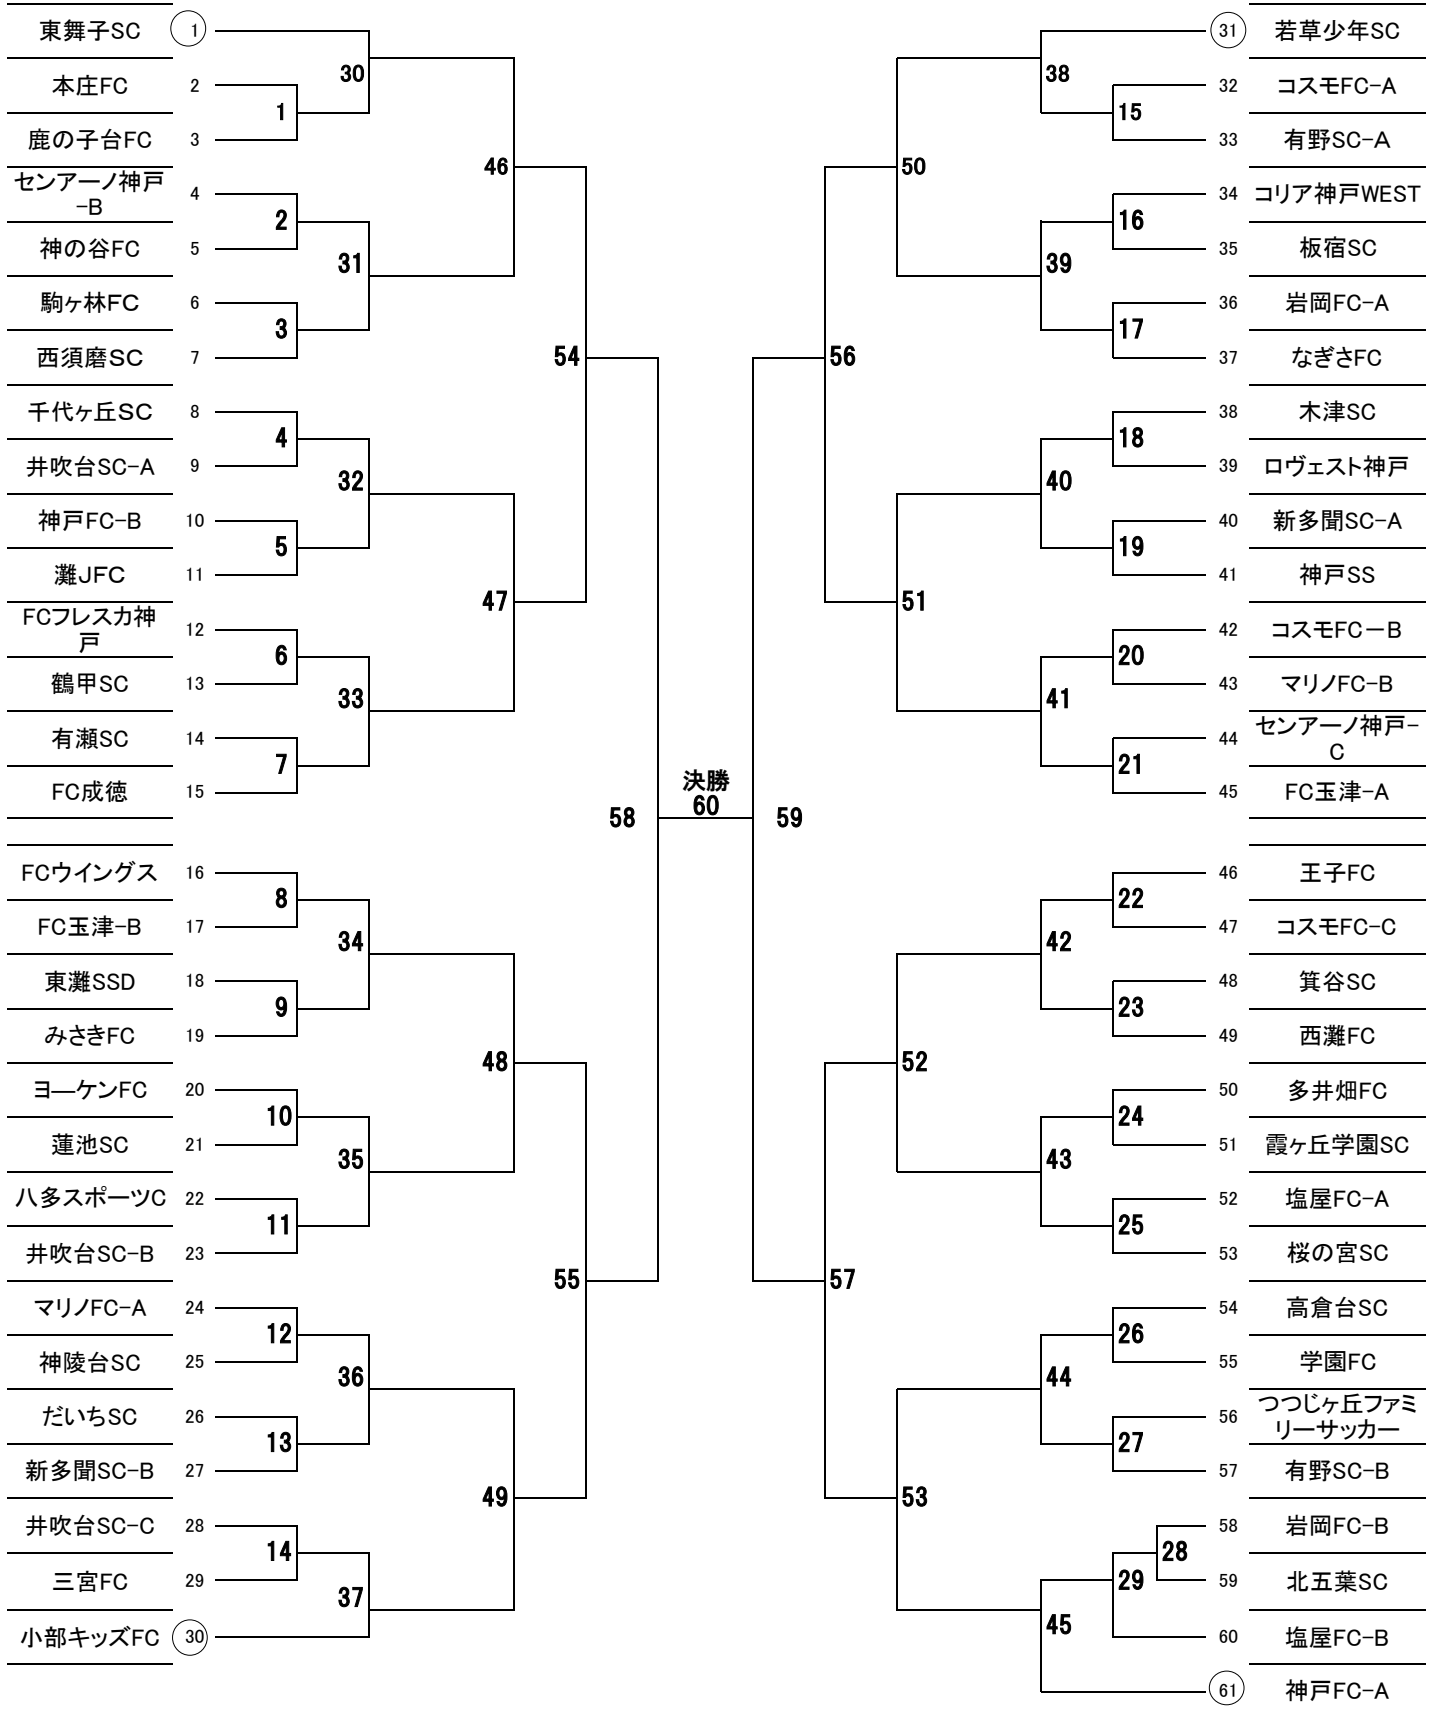 東舞子SC 1
本庄FC 2
鹿の子台FC 3
センアーノ神戸
-B 4
神の谷FC 5
駒ヶ林FC 6
西須磨SC 7
千代ヶ丘SC 8
井吹台SC-A 9
神戸FC-B 10
灘JFC 11
FCフレスカ神
戸 12
鶴甲SC 13
有瀬SC 14
FC成徳 15
FCウイングス 16
FC玉津-B 17
東灘SSD 18
みさきFC 19
ヨ―ケンFC 20
蓮池SC 21
八多スポーツC 22
井吹台SC-B 23
マリノFC-A 24
神陵台SC 25
だいちSC 26
新多聞SC-B 27
井吹台SC-C 28
三宮FC 29
小部キッズFC 30
1
2
3
4
5
6
7
8
9
10
11
12
13
14
30
31
32
33
34
35
36
37
46
47
48
49
54
55
58
決勝
60
59
56
57
50
51
52
53
38
39
40
41
42
43
44
45
15
16
17
18
19
20
21
22
23
24
25
26
27
29
28
31 若草少年SC
32 コスモFC-A
33 有野SC-A
34 コリア神戸WEST
35 板宿SC
36 岩岡FC-A
37 なぎさFC
38 木津SC
39 ロヴェスト神戸
40 新多聞SC-A
41 神戸SS
42 コスモFC－B
43 マリノFC-B
44 センアーノ神戸-
C
45 FC玉津-A
46 王子FC
47 コスモFC-C
48 箕谷SC
49 西灘FC
50 多井畑FC
51 霞ヶ丘学園SC
52 塩屋FC-A
53 桜の宮SC
54 高倉台SC
55 学園FC
56 つつじヶ丘ファミ
リーサッカー
57 有野SC-B
58 岩岡FC-B
59 北五葉SC
60 塩屋FC-B
61 神戸FC-A